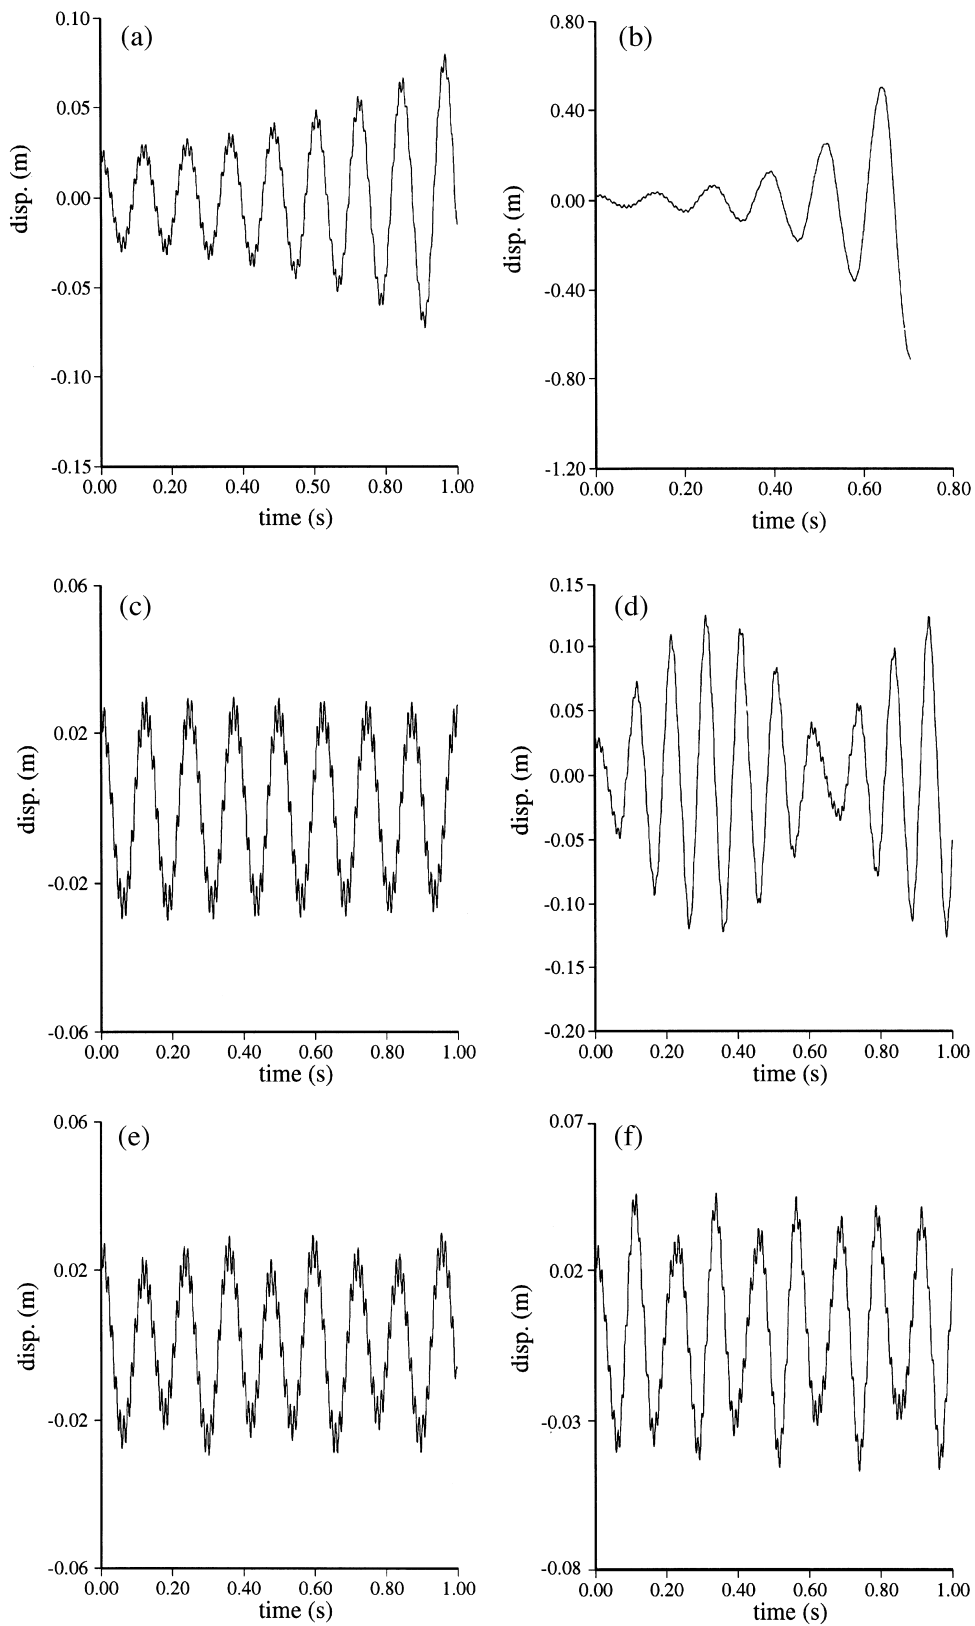 (a)
0.10
0.05
0.00
-0.05
-0.10
-0.15
disp. (m)
0.00 0.20 0.40 0.60 0.80 1.00
time (s)
(b)
0.80
0.40
0.00
-0.40
-0.80
-1.20
disp. (m)
0.00 0.20 0.40 0.60 0.80
time (s)
(c)
0.06
0.02
-0.02
-0.06
disp. (m)
0.00 0.20 0.40 0.60 0.80 1.00
time (s)
(d)
0.15
0.10
0.05
0.00
-0.05
-0.10
-0.15
-0.20
disp. (m)
0.00 0.20 0.40 0.60 0.80 1.00
time (s)
(e)
0.06
0.02
-0.02
-0.06
disp. (m)
0.00 0.20 0.40 0.60 0.80 1.00
time (s)
(f)
0.07
0.02
-0.03
-0.08
disp. (m)
0.00 0.20 0.40 0.60 0.80 1.00
time (s)